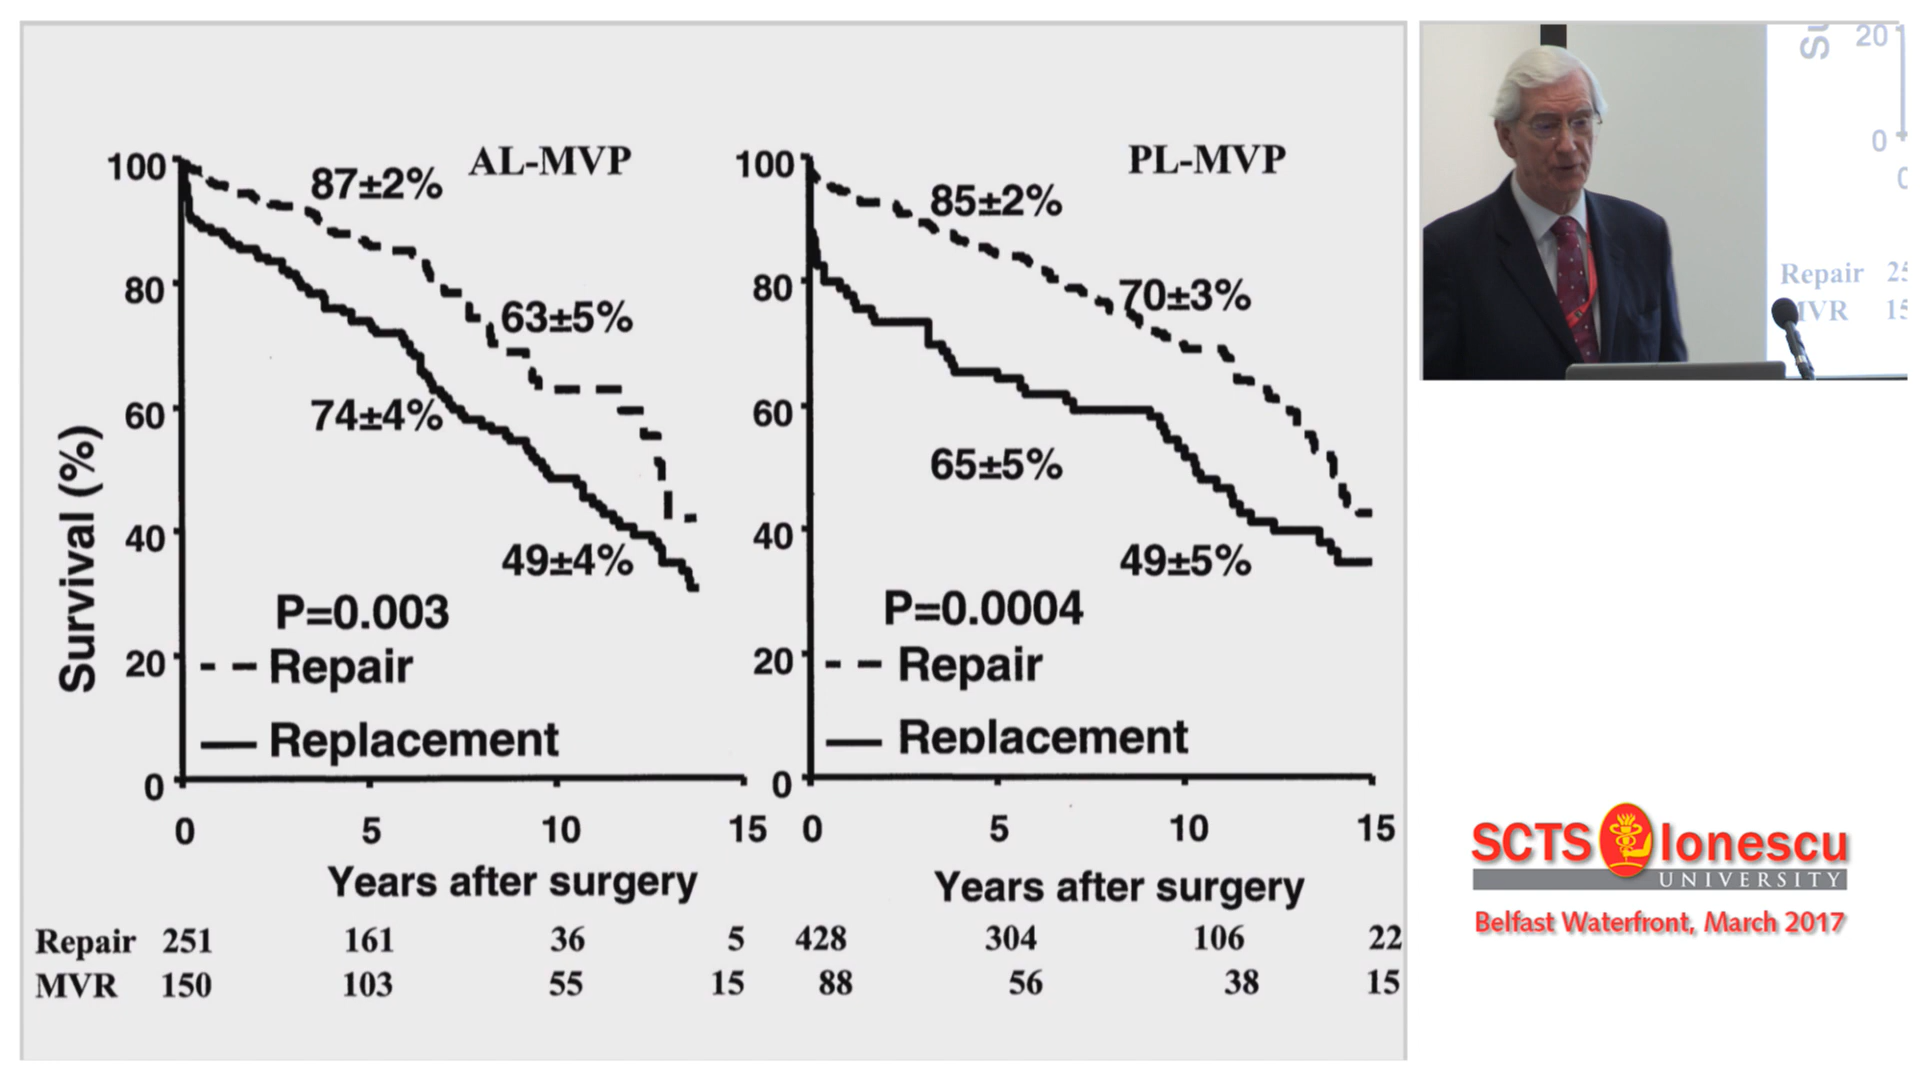 AL-MVP
100
80
60
40
20
0
Survival (%)
87±2%
63±5%
74±4%
49±4%
P=0.003
Repair
Replacement
0 5 10 15
Years after surgery
PL-MVP
100
80
60
40
20
0
85±2%
70±3%
65±5%
49±5%
P=0.0004
Repair
Replacement
0 5 10 15
Years after surgery
Repair 251 161 36 5 428 304 106 22
MVR 150 103 55 15 88 56 38 15
20
0
Repair
SCTS Ionescu
UNIVERSITY
Belfast Waterfront, March 2017